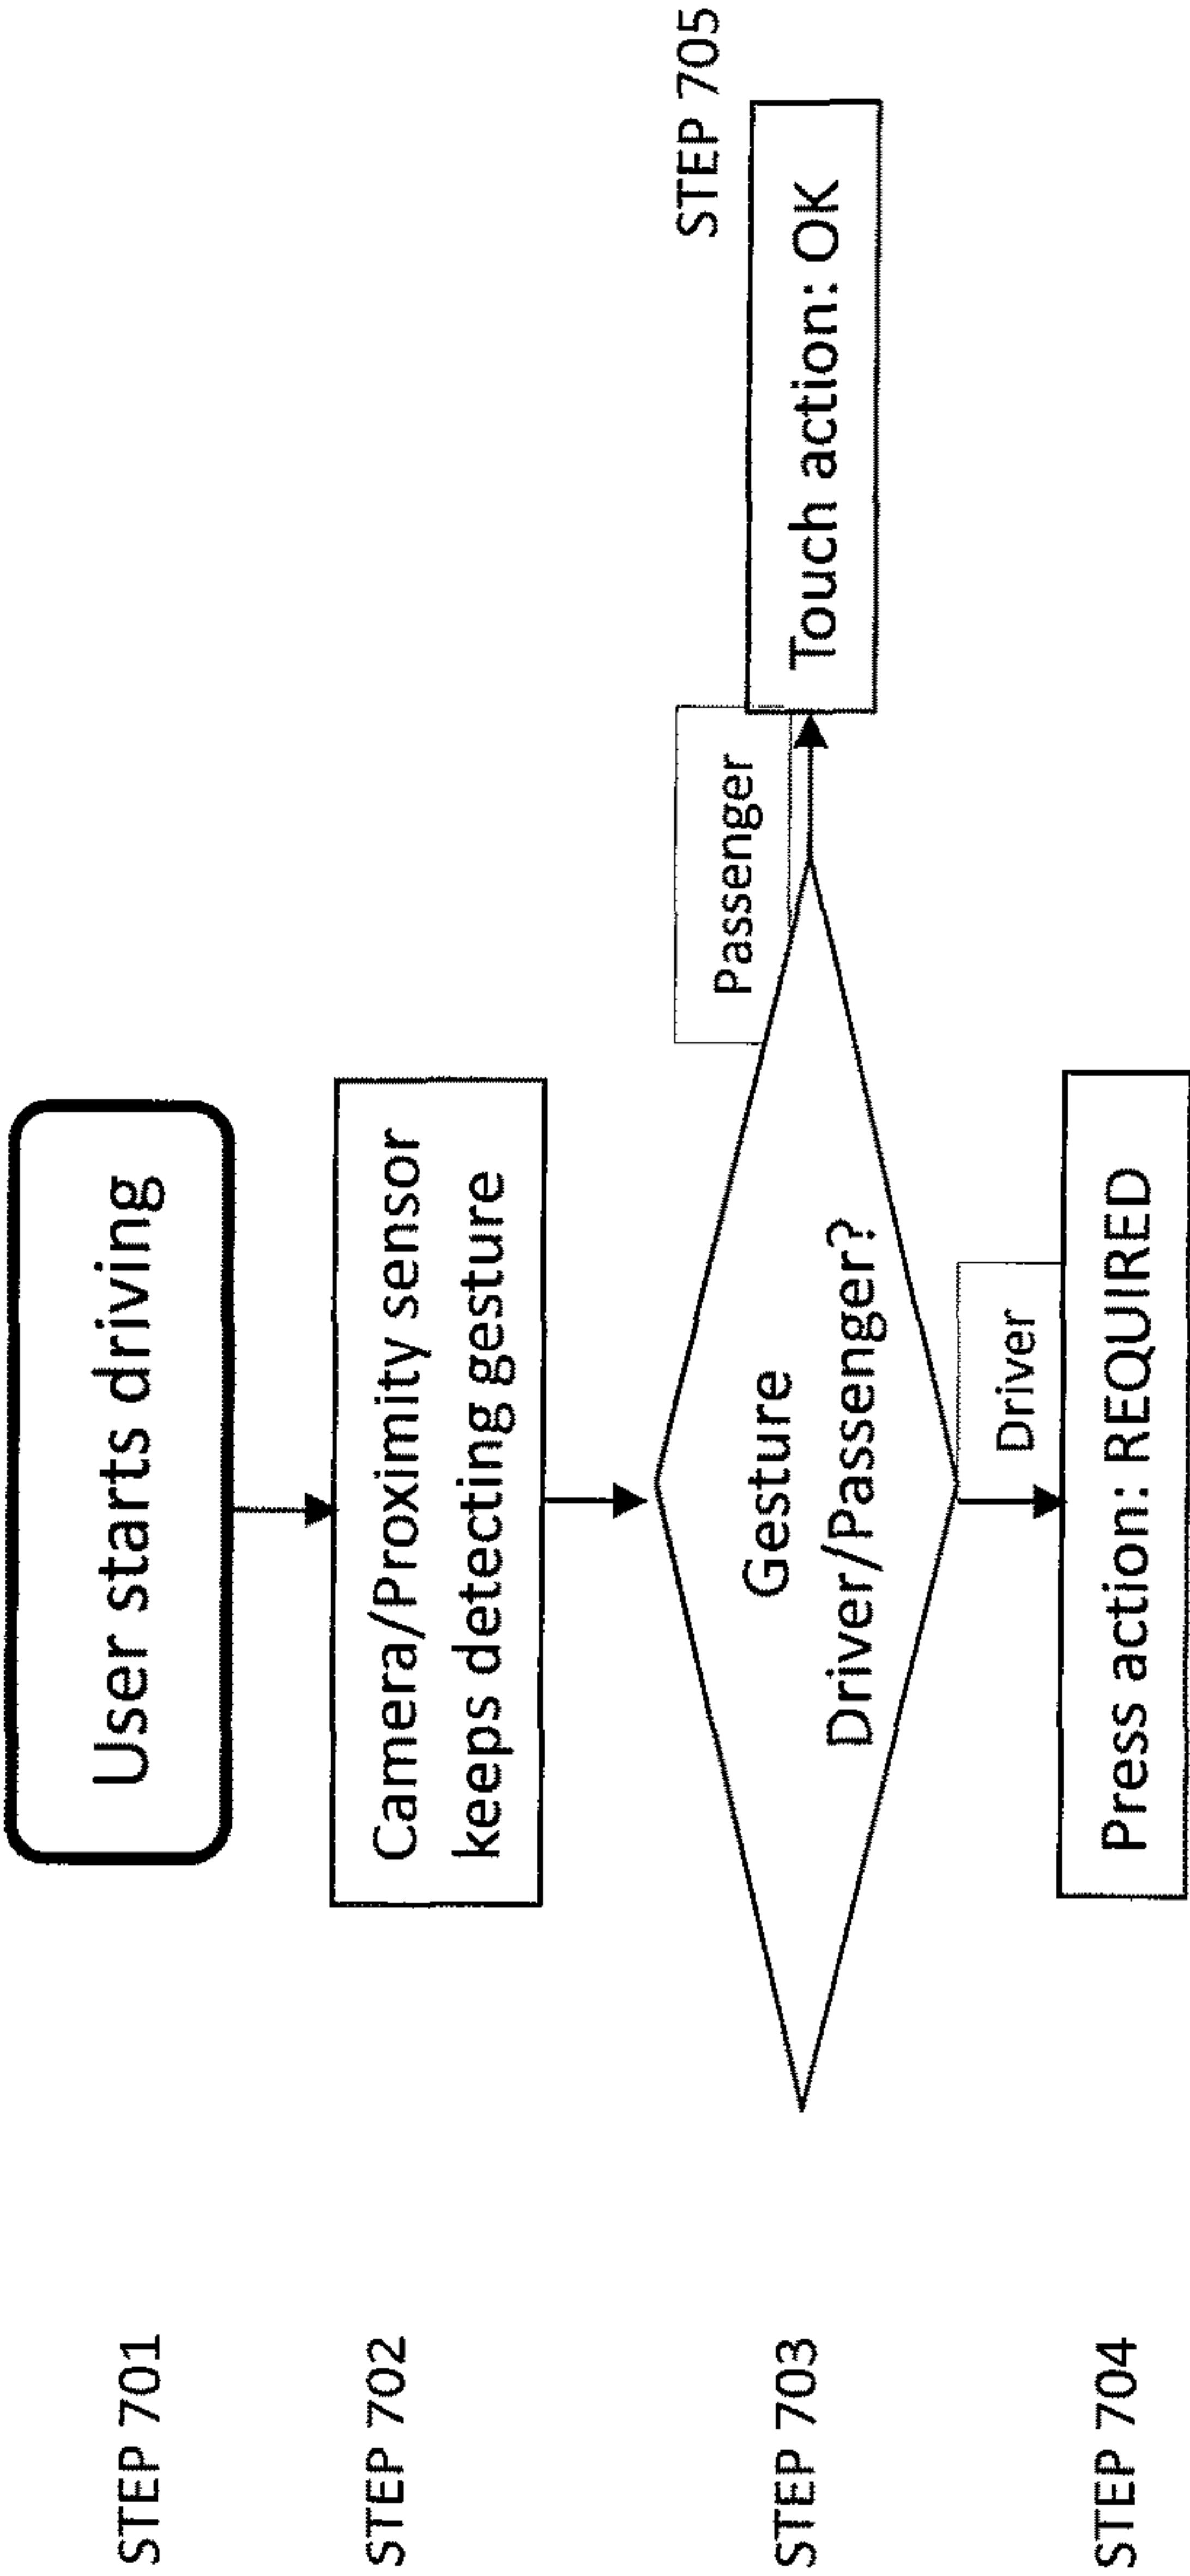 STEP 701
User starts driving
STEP 702
Camera/Proximity sensor
keeps detecting gesture
STEP 703
Gesture
Driver/Passenger?
Passenger
STEP 705
Touch action: OK
Driver
STEP 704
Press action: REQUIRED